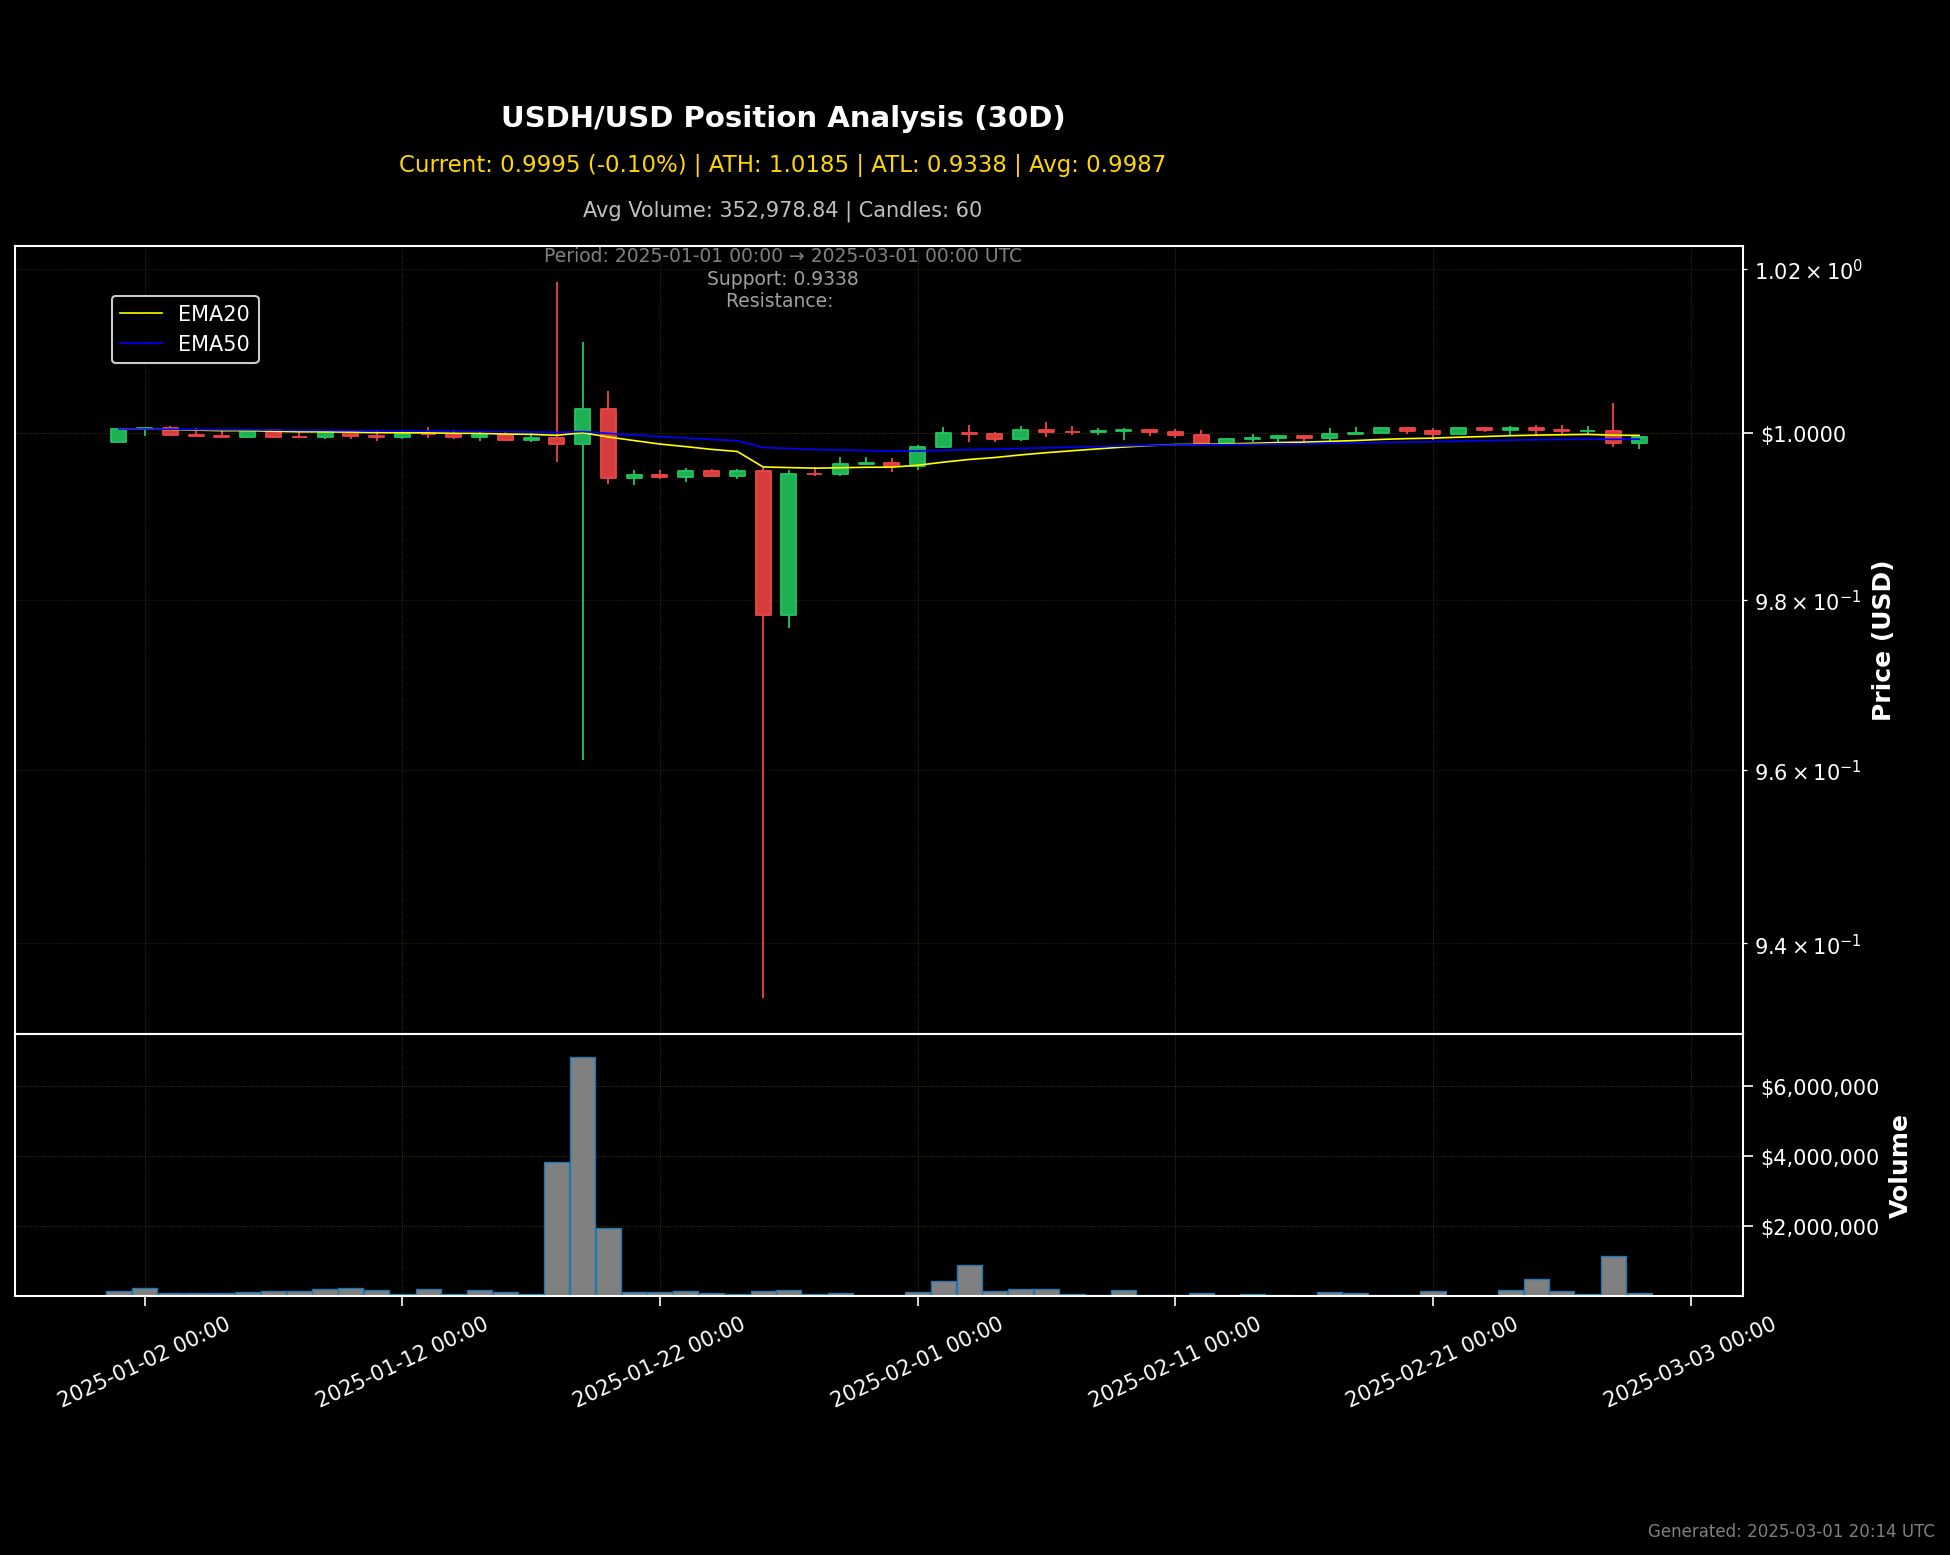 USDH/USD Position Analysis (30D)
Current: 0.9995 (-0.10%) | ATH: 1.0185 | ATL: 0.9338 | Avg: 0.9987
Avg Volume: 352,978.84 | Candles: 60
Period: 2025-01-01 00:00 → 2025-03-01 00:00 UTC
Support: 0.9338
Resistance:
EMA20
EMA50
1.02 × 10⁰
$1.0000
9.8 × 10⁻¹
9.6 × 10⁻¹
9.4 × 10⁻¹
Price (USD)
$6,000,000
$4,000,000
$2,000,000
Volume
2025-01-02 00:00
2025-01-12 00:00
2025-01-22 00:00
2025-02-01 00:00
2025-02-11 00:00
2025-02-21 00:00
2025-03-03 00:00
Generated: 2025-03-01 20:14 UTC